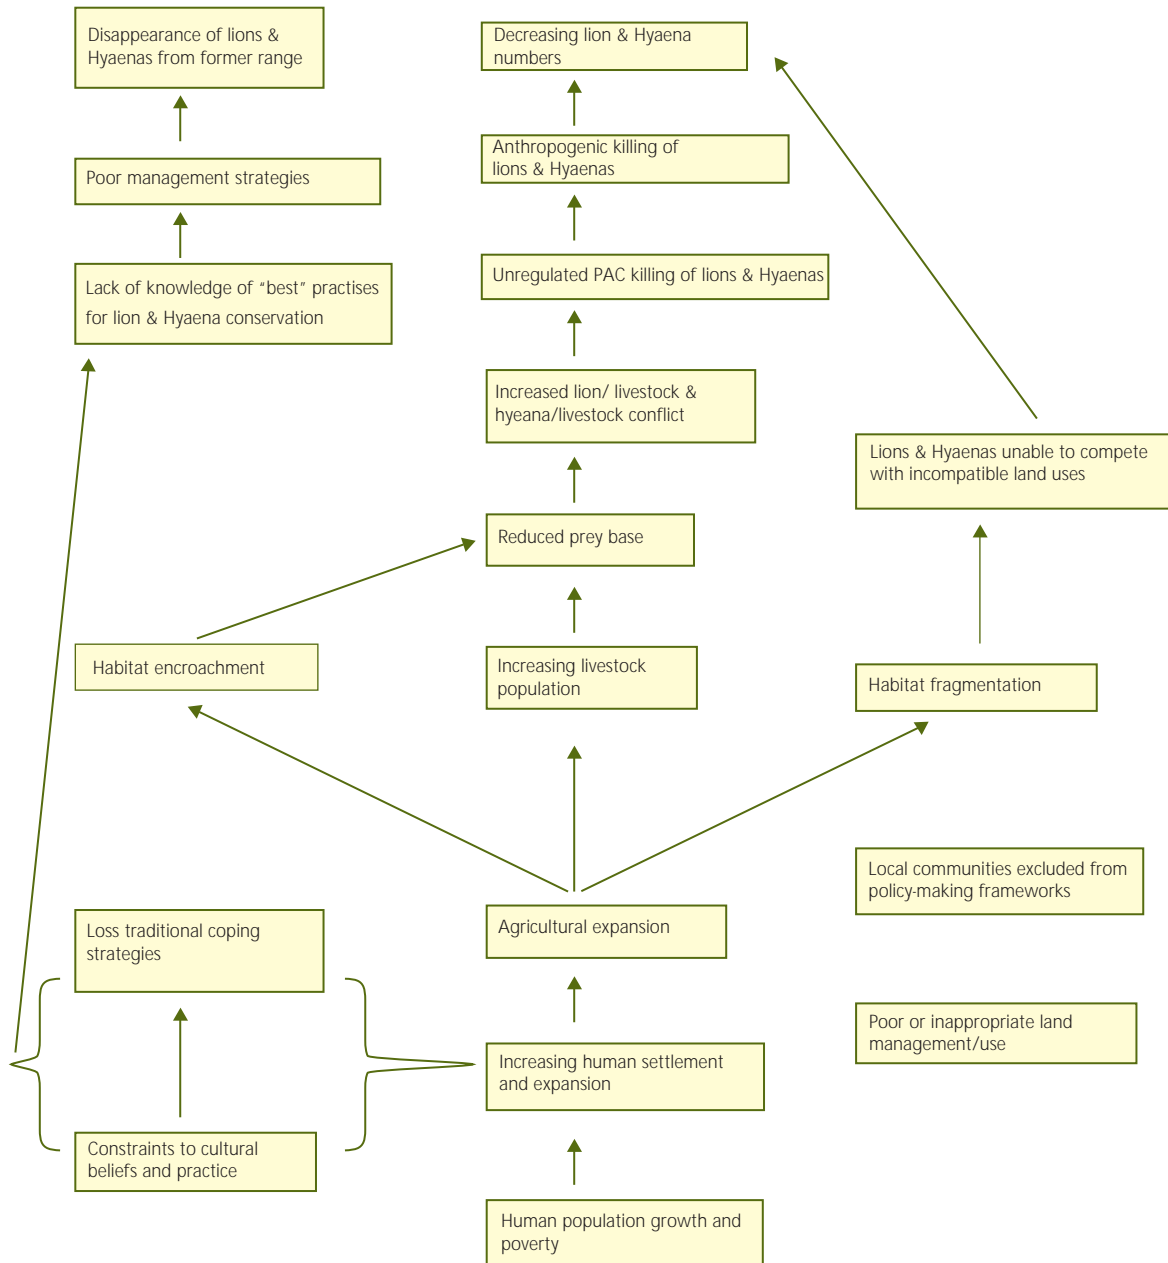 Disappearance of lions &
Hyaenas from former range
Poor management strategies
Lack of knowledge of “best” practises
for lion & Hyaena conservation
Decreasing lion & Hyaena
numbers
Anthropogenic killing of
lions & Hyaenas
Unregulated PAC killing of lions & Hyaenas
Increased lion/ livestock &
hyeana/livestock conflict
Lions & Hyaenas unable to compete
with incompatible land uses
Reduced prey base
Habitat encroachment
Increasing livestock
population
Habitat fragmentation
Local communities excluded from
policy-making frameworks
Loss traditional coping
strategies
Agricultural expansion
Poor or inappropriate land
management/use
Increasing human settlement
and expansion
Constraints to cultural
beliefs and practice
Human population growth and
poverty